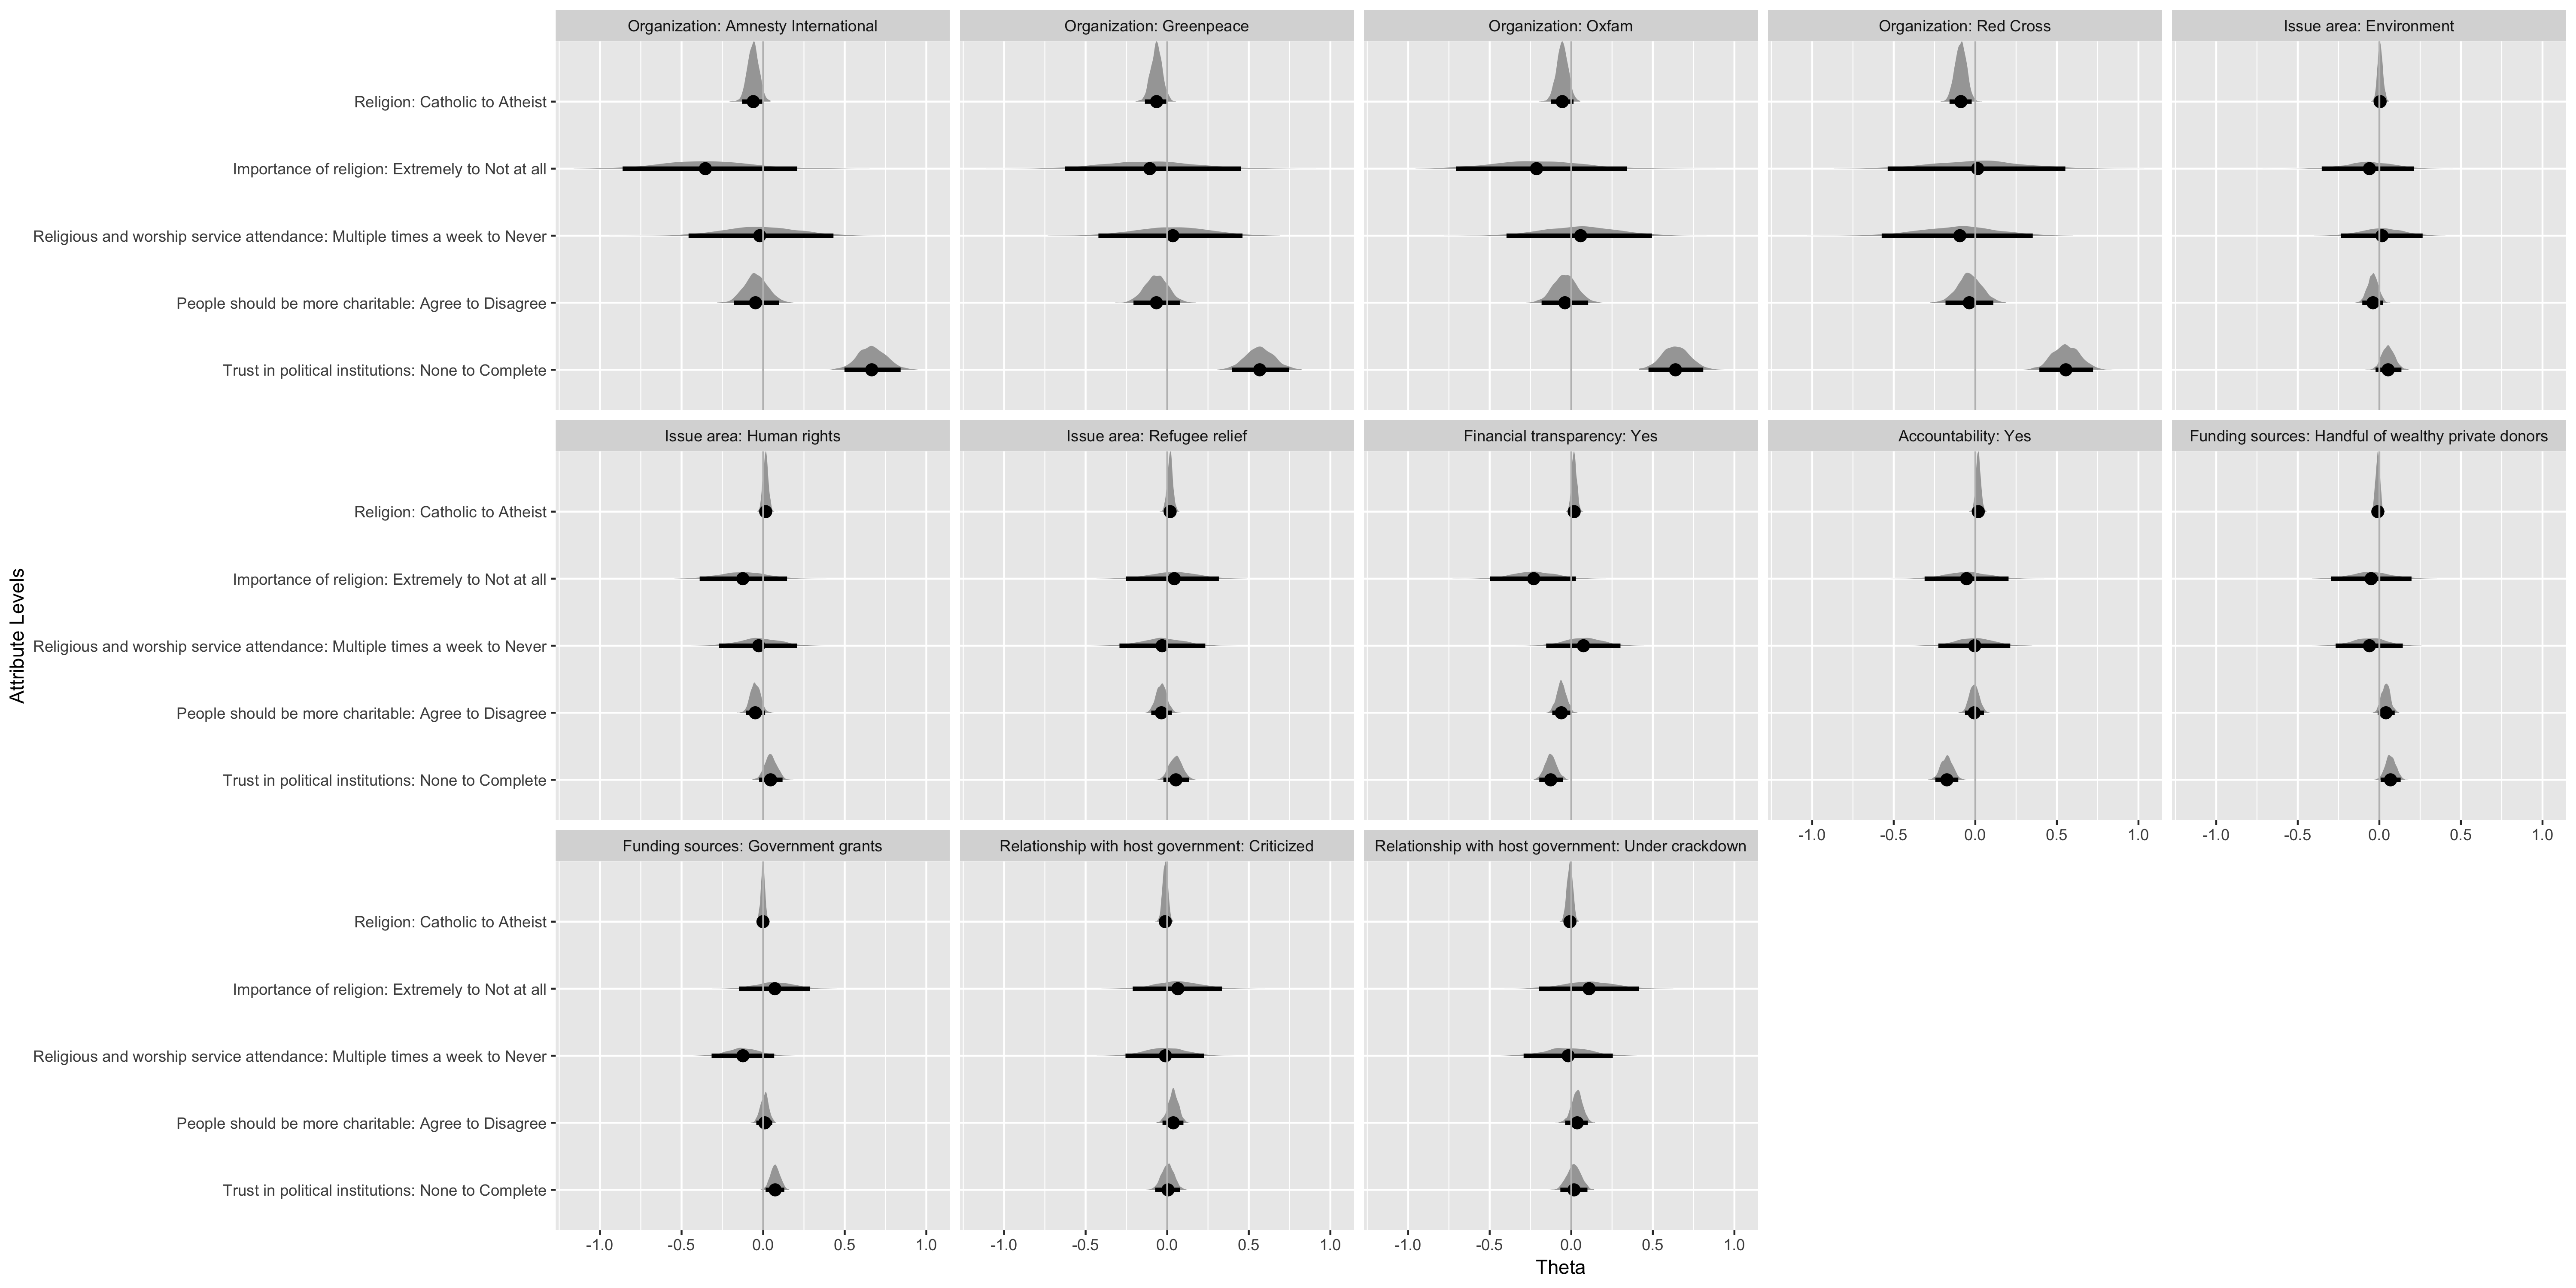 Organization: Amnesty International
Organization: Greenpeace
Organization: Oxfam
Organization: Red Cross
Issue area: Environment
Religion: Catholic to Atheist
Importance of religion: Extremely to Not at all
Religious and worship service attendance: Multiple times a week to Never
People should be more charitable: Agree to Disagree
Trust in political institutions: None to Complete
Issue area: Human rights
Issue area: Refugee relief
Financial transparency: Yes
Accountability: Yes
Funding sources: Handful of wealthy private donors
Religion: Catholic to Atheist
Importance of religion: Extremely to Not at all
Religious and worship service attendance: Multiple times a week to Never
People should be more charitable: Agree to Disagree
Trust in political institutions: None to Complete
Attribute Levels
-1.0 -0.5 0.0 0.5 1.0
-1.0 -0.5 0.0 0.5 1.0
Funding sources: Government grants
Relationship with host government: Criticized
Relationship with host government: Under crackdown
Religion: Catholic to Atheist
Importance of religion: Extremely to Not at all
Religious and worship service attendance: Multiple times a week to Never
People should be more charitable: Agree to Disagree
Trust in political institutions: None to Complete
-1.0 -0.5 0.0 0.5 1.0
-1.0 -0.5 0.0 0.5 1.0
-1.0 -0.5 0.0 0.5 1.0
Theta